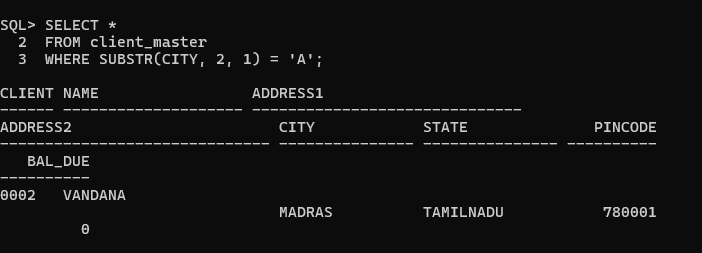 SQL> SELECT *
  2  FROM client_master
  3  WHERE SUBSTR(CITY, 2, 1) = 'A';
CLIENT NAME                 ADDRESS1
------ -------------------- ------------------------------
ADDRESS2                       CITY            STATE              PINCODE
------------------------------ --------------- --------------- ----------
   BAL_DUE
----------
0002   VANDANA
                               MADRAS          TAMILNADU           780001
         0